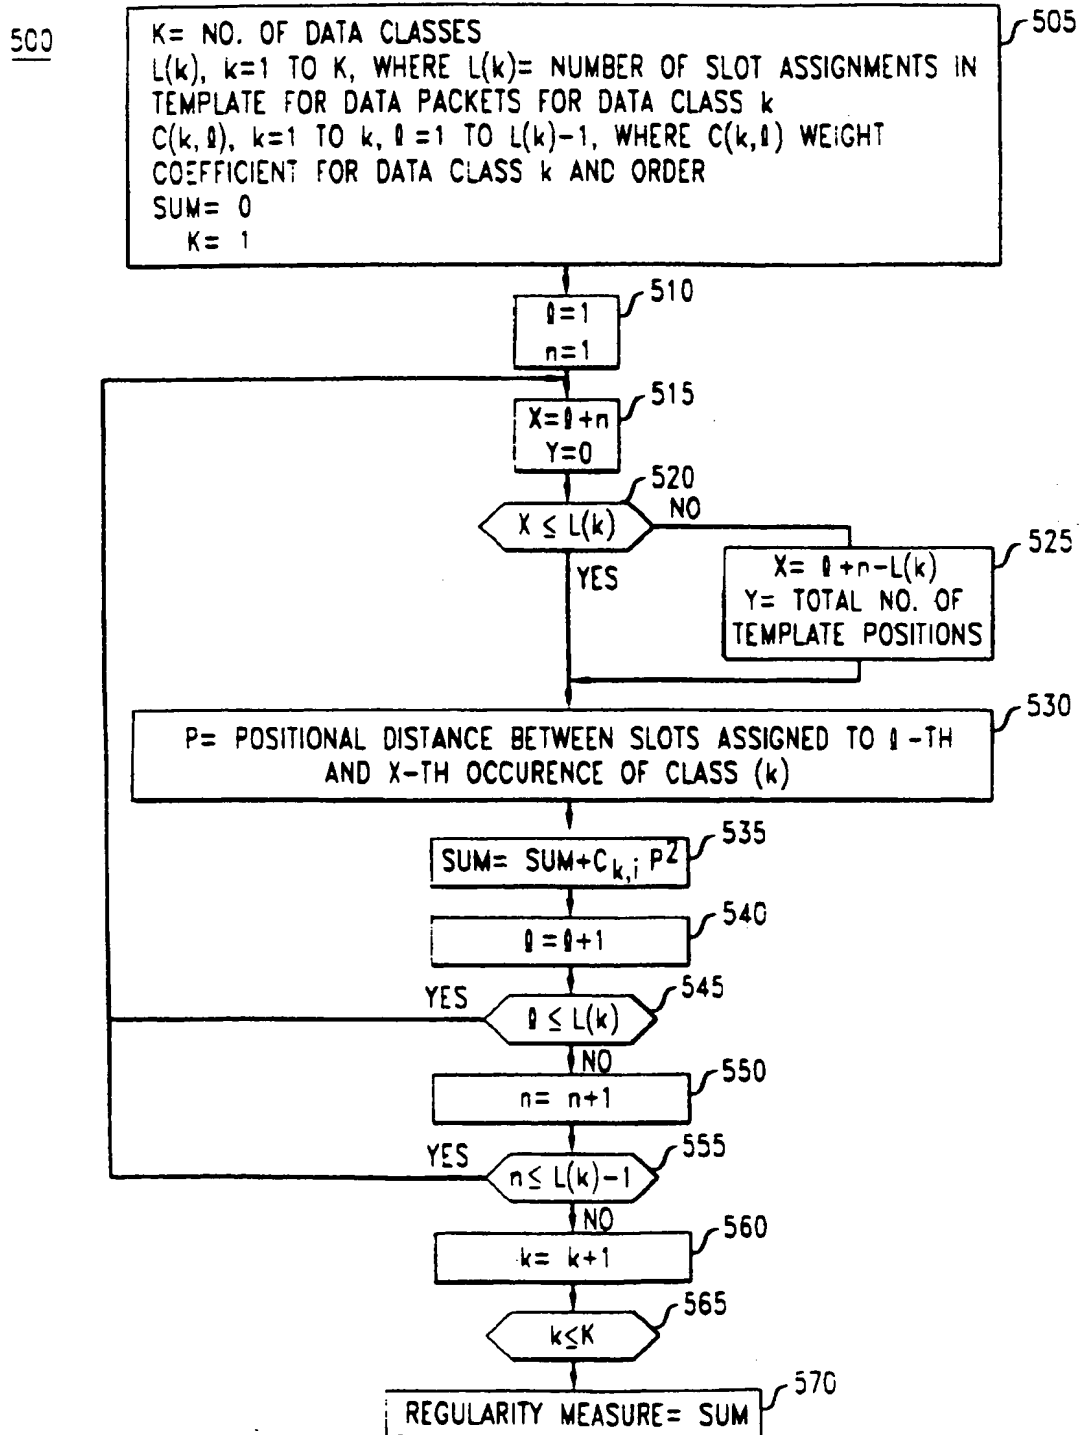 500
505
K= NO. OF DATA CLASSES
L(k), k=1 TO K, WHERE L(k)= NUMBER OF SLOT ASSIGNMENTS IN
TEMPLATE FOR DATA PACKETS FOR DATA CLASS k
C(k,ℓ), k=1 TO k, ℓ=1 TO L(k)-1, WHERE C(k,ℓ) WEIGHT
COEFFICIENT FOR DATA CLASS k AND ORDER
SUM= 0
K= 1
510
ℓ=1
n=1
515
X=ℓ+n
Y=0
520
X ≤ L(k)
NO
YES
525
X= ℓ+n-L(k)
Y= TOTAL NO. OF
TEMPLATE POSITIONS
530
P= POSITIONAL DISTANCE BETWEEN SLOTS ASSIGNED TO ℓ-TH
AND X-TH OCCURENCE OF CLASS (k)
535
SUM= SUM+C_{k,i} P²
540
ℓ=ℓ+1
545
YES
ℓ ≤ L(k)
NO
550
n= n+1
555
YES
n≤ L(k)-1
NO
560
k= k+1
565
k≤K
570
REGULARITY MEASURE= SUM